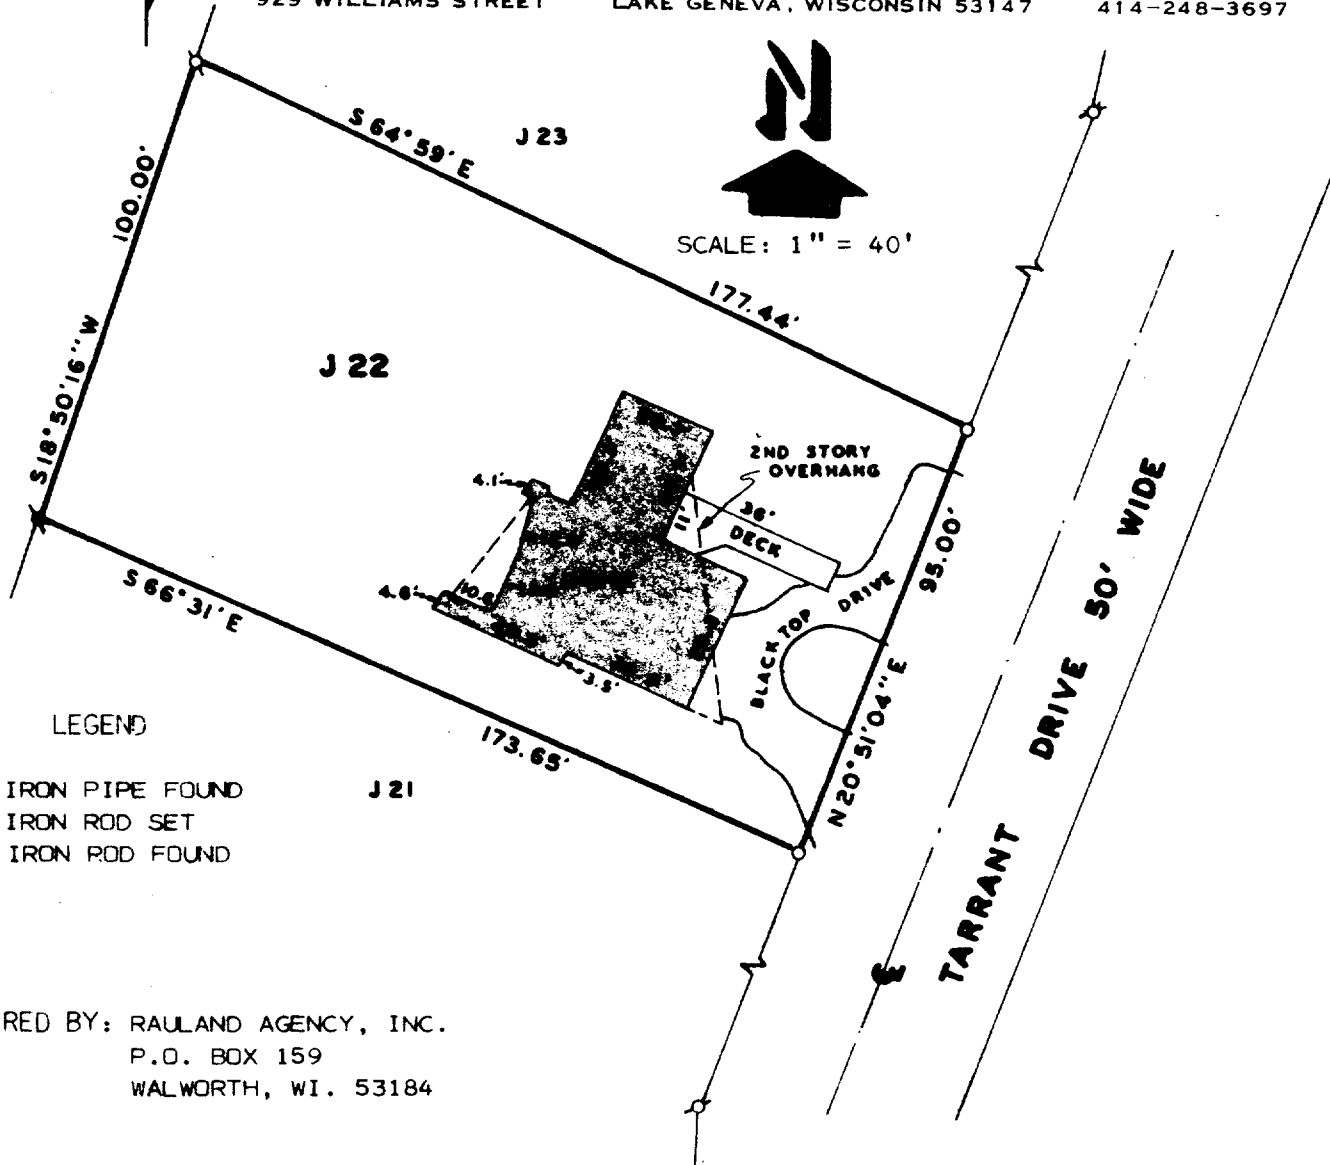 929 WILLIAMS STREET LAKE GENEVA, WISCONSIN 53147 414-248-3697
N
SCALE: 1" = 40'
S 64° 59' E
J 23
100.00'
177.44'
J 22
S 18° 50' 16" W
2ND STORY
OVERHANG
4.1'
36'
11'
DECK
95.00'
TARRANT DRIVE 50' WIDE
S 66° 31' E
4.6'
10.6'
BLACK TOP DRIVE
3.5'
N 20° 51' 04" E
173.65'
LEGEND
IRON PIPE FOUND
J 21
IRON ROD SET
IRON ROD FOUND
RED BY: RAULAND AGENCY, INC.
P.O. BOX 159
WALWORTH, WI. 53184